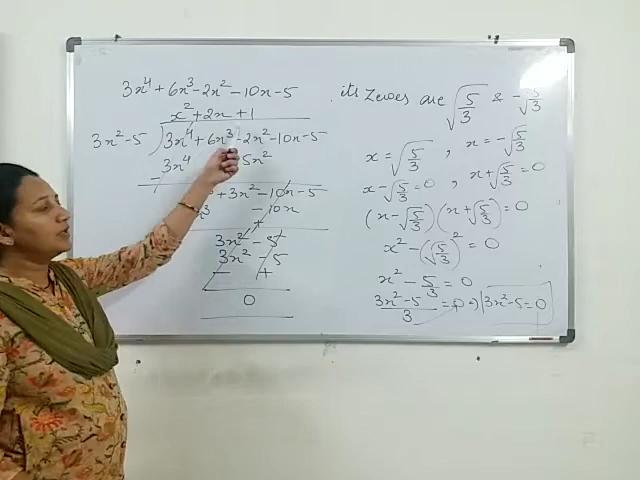 3x⁴ + 6x³ - 2x² - 10x - 5
x² + 2x + 1
3x² - 5 ) 3x⁴ + 6x³ - 2x² - 10x - 5
3x⁴ 5x²
-
+ 3x² - 10x - 5
x³ - 10x
+
3x² - 5
3x² - 5
- +
0
its zeroes are √(5/3) & -√(5/3)
x = √(5/3) , x = -√(5/3)
x - √(5/3) = 0 , x + √(5/3) = 0
(x - √(5/3)) (x + √(5/3)) = 0
x² - (√(5/3))² = 0
x² - 5/3 = 0
(3x² - 5)/3 = 0 ⇒ 3x² - 5 = 0